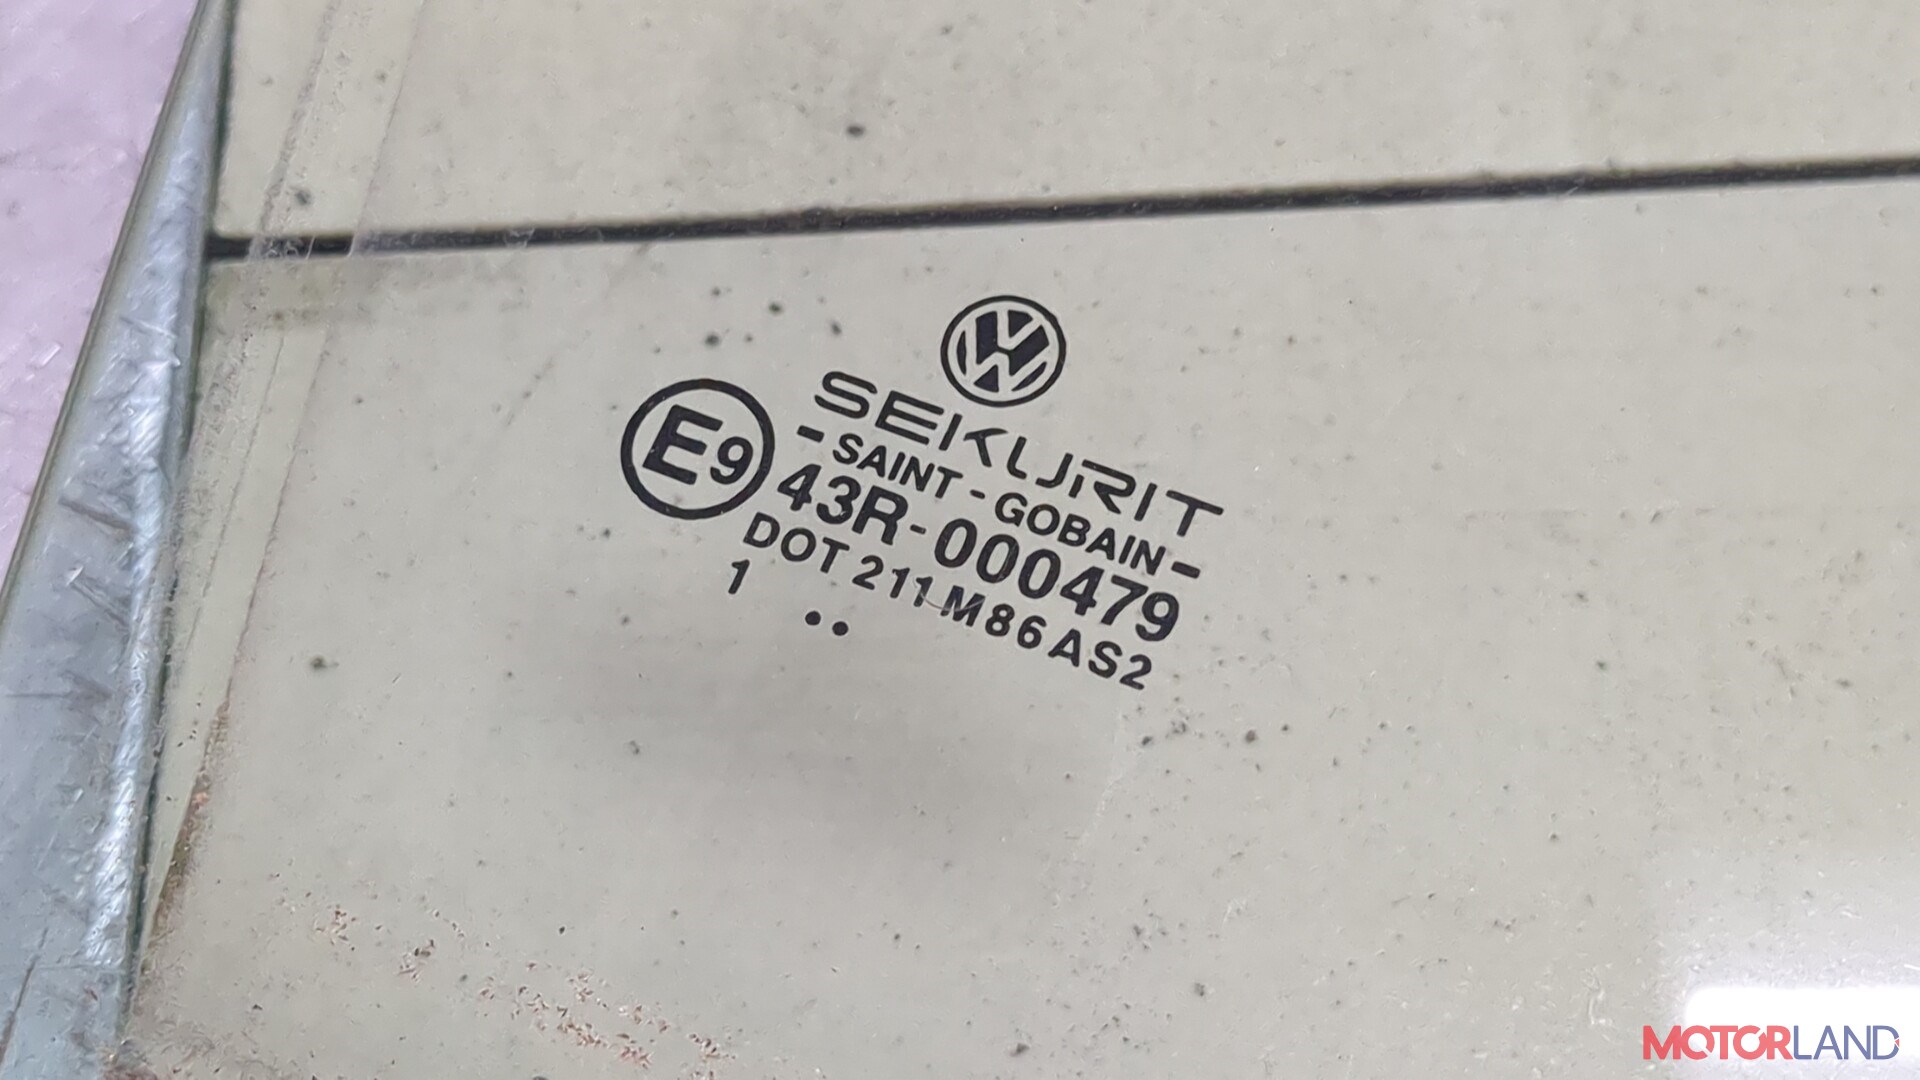 SEKURIT
- SAINT - GOBAIN -
E9 43R-000479
DOT 211 M86 AS2
1 ..
MOTORLAND